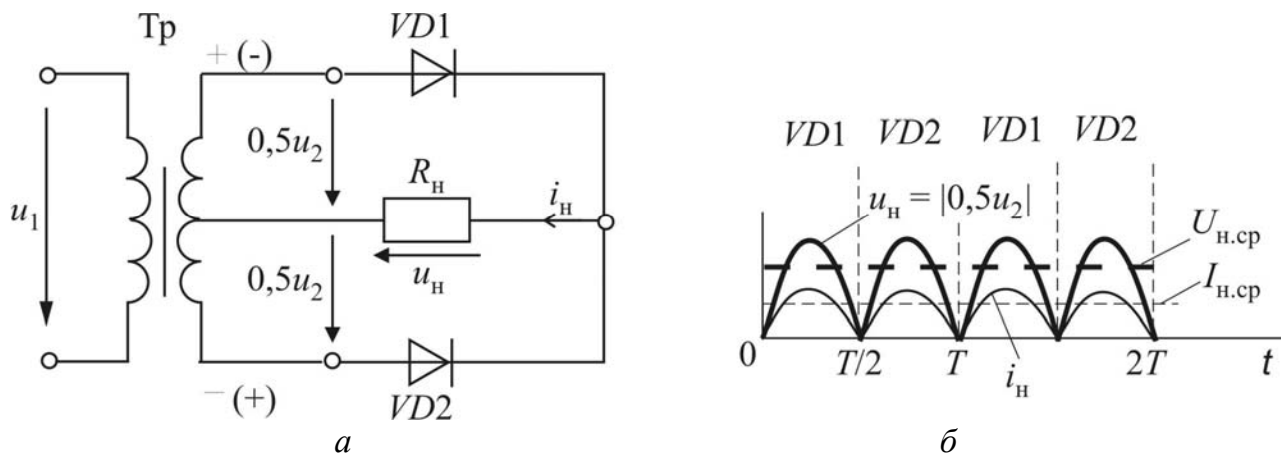 Тр
+ (-)
VD1
0,5u₂
u₁
Rн
iн
uн
0,5u₂
− (+)
VD2
а
VD1 VD2 VD1 VD2
uн = |0,5u₂|
Uн.ср
Iн.ср
0 T/2 T iн 2T t
б